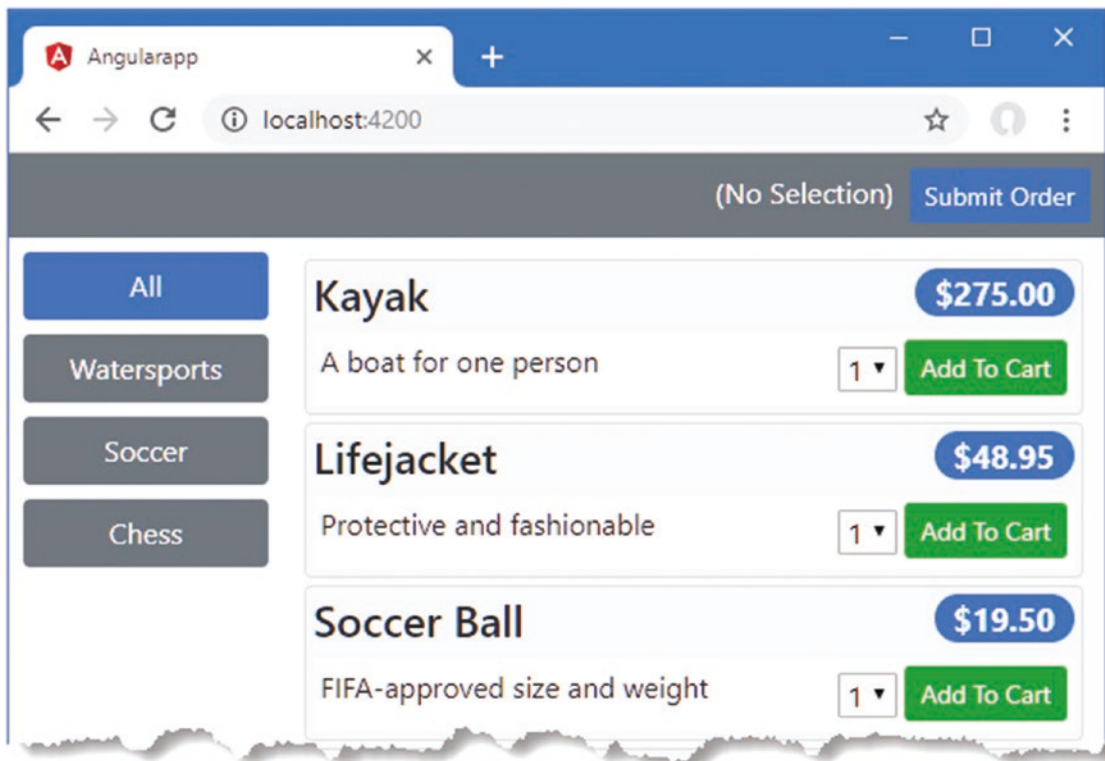 Angularapp
localhost:4200
(No Selection) Submit Order
All
Watersports
Soccer
Chess
Kayak $275.00
A boat for one person 1 Add To Cart
Lifejacket $48.95
Protective and fashionable 1 Add To Cart
Soccer Ball $19.50
FIFA-approved size and weight 1 Add To Cart